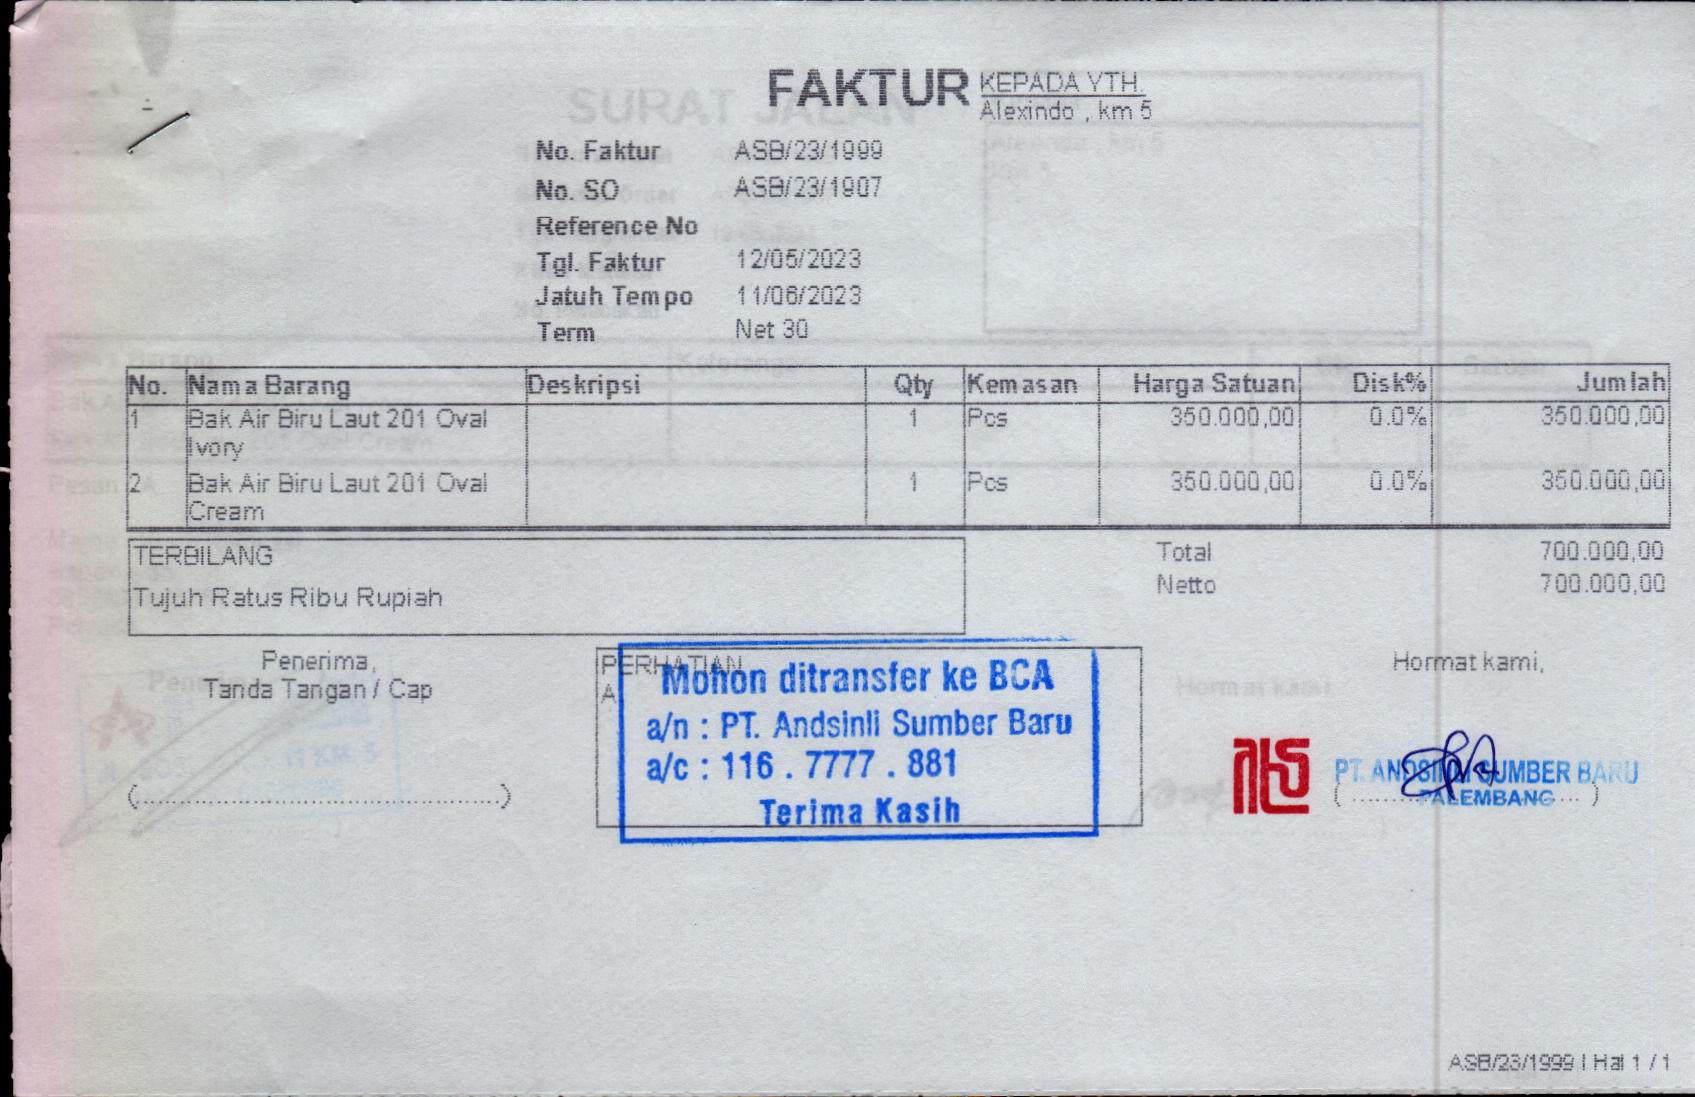 FAKTUR
KEPADA YTH.
Alexindo , km 5
No. Faktur ASB/23/1999
No. SO ASB/23/1907
Reference No
Tgl. Faktur 12/05/2023
Jatuh Tempo 11/06/2023
Term Net 30
No. Nama Barang Deskripsi Qty Kemasan Harga Satuan Disk% Jumlah
1 Bak Air Biru Laut 201 Oval 1 Pcs 350.000,00 0.0% 350.000,00
Ivory
2 Bak Air Biru Laut 201 Oval 1 Pcs 350.000,00 0.0% 350.000,00
Cream
TERBILANG
Tujuh Ratus Ribu Rupiah
Total 700.000,00
Netto 700.000,00
Penerima,
Tanda Tangan / Cap
PERHATIAN
A
Mohon ditransfer ke BCA
a/n : PT. Andsinli Sumber Baru
a/c : 116 . 7777 . 881
Terima Kasih
Hormat kami,
PT. ANDSINLI SUMBER BARU
PALEMBANG
SURAT JALAN
ASB/23/1999 | Hal 1 / 1